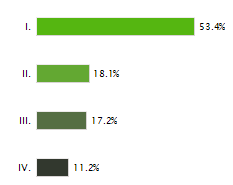 I. 53.4%
II. 18.1%
III. 17.2%
IV. 11.2%